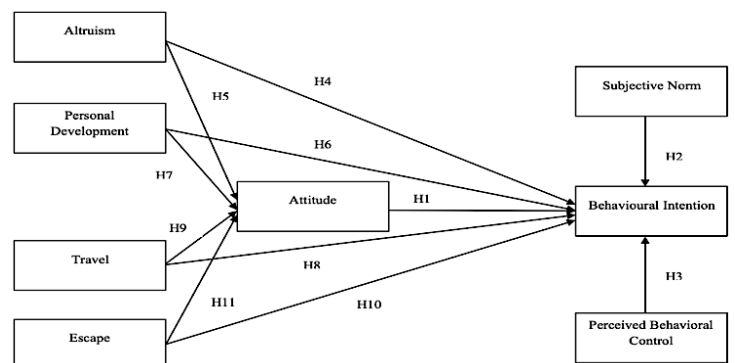 Altruism
H4
H5
Subjective Norm
Personal
Development
H6
H2
H7
Attitude
H1
Behavioural Intention
H9
Travel
H8
H11
H10
H3
Escape
Perceived Behavioral
Control